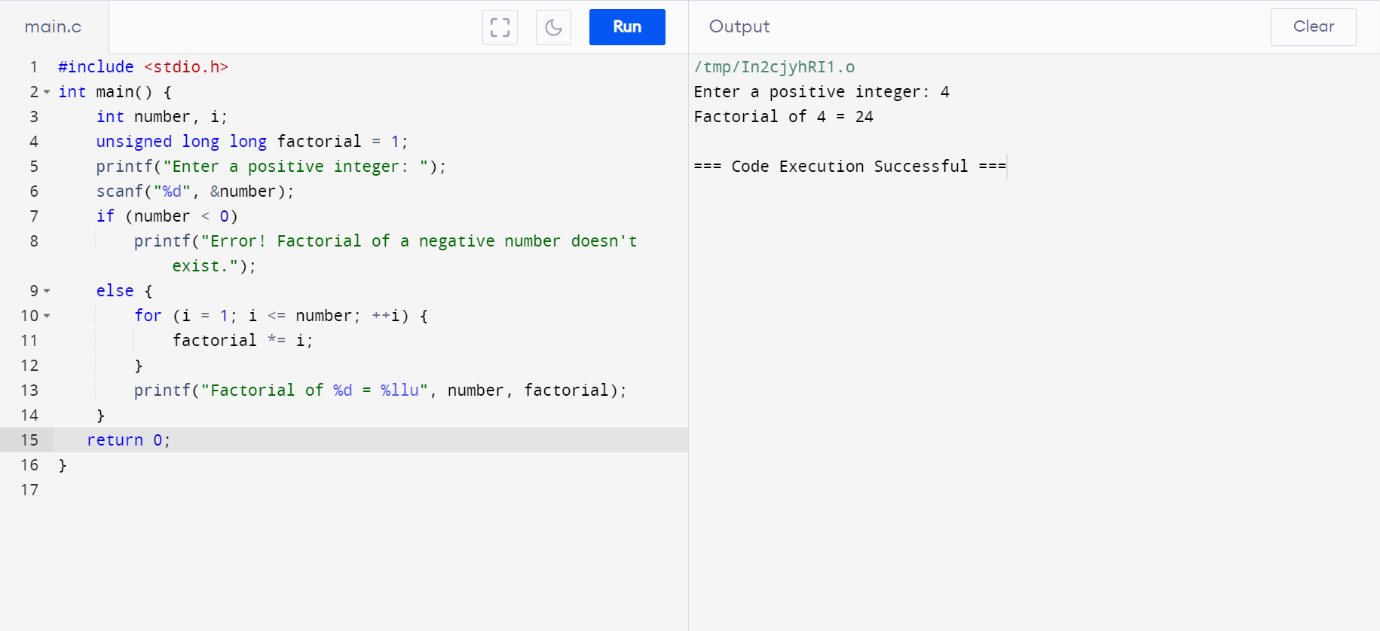 main.c
Run
Output
Clear
1 #include <stdio.h>
2 int main() {
3     int number, i;
4     unsigned long long factorial = 1;
5     printf("Enter a positive integer: ");
6     scanf("%d", &number);
7     if (number < 0)
8         printf("Error! Factorial of a negative number doesn't
            exist.");
9     else {
10         for (i = 1; i <= number; ++i) {
11             factorial *= i;
12         }
13         printf("Factorial of %d = %llu", number, factorial);
14     }
15    return 0;
16 }
17
/tmp/In2cjyhRI1.o
Enter a positive integer: 4
Factorial of 4 = 24
=== Code Execution Successful ===